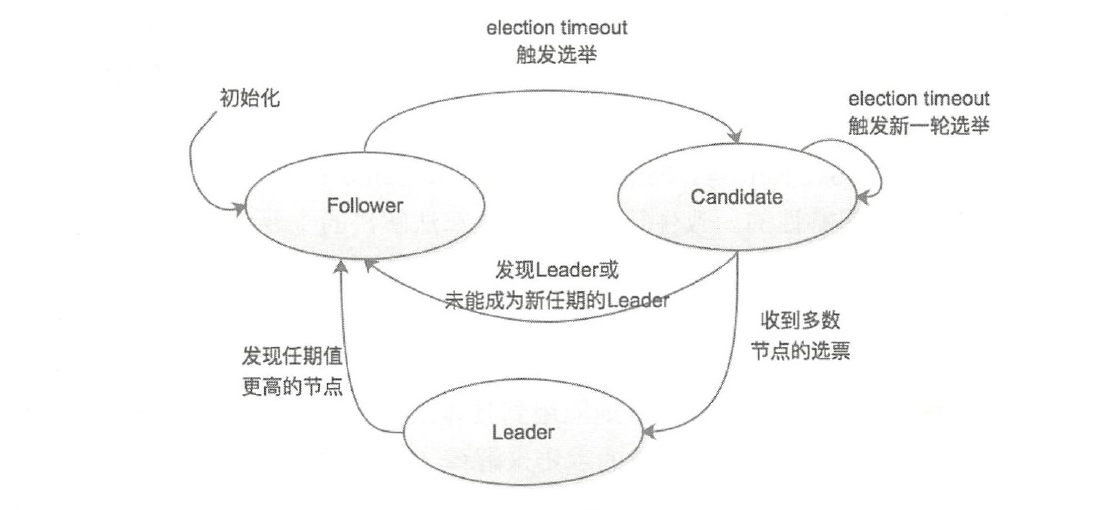 election timeout
触发选举
初始化
election timeout
触发新一轮选举
Follower
Candidate
发现Leader或
未能成为新任期的Leader
收到多数
节点的选票
发现任期值
更高的节点
Leader